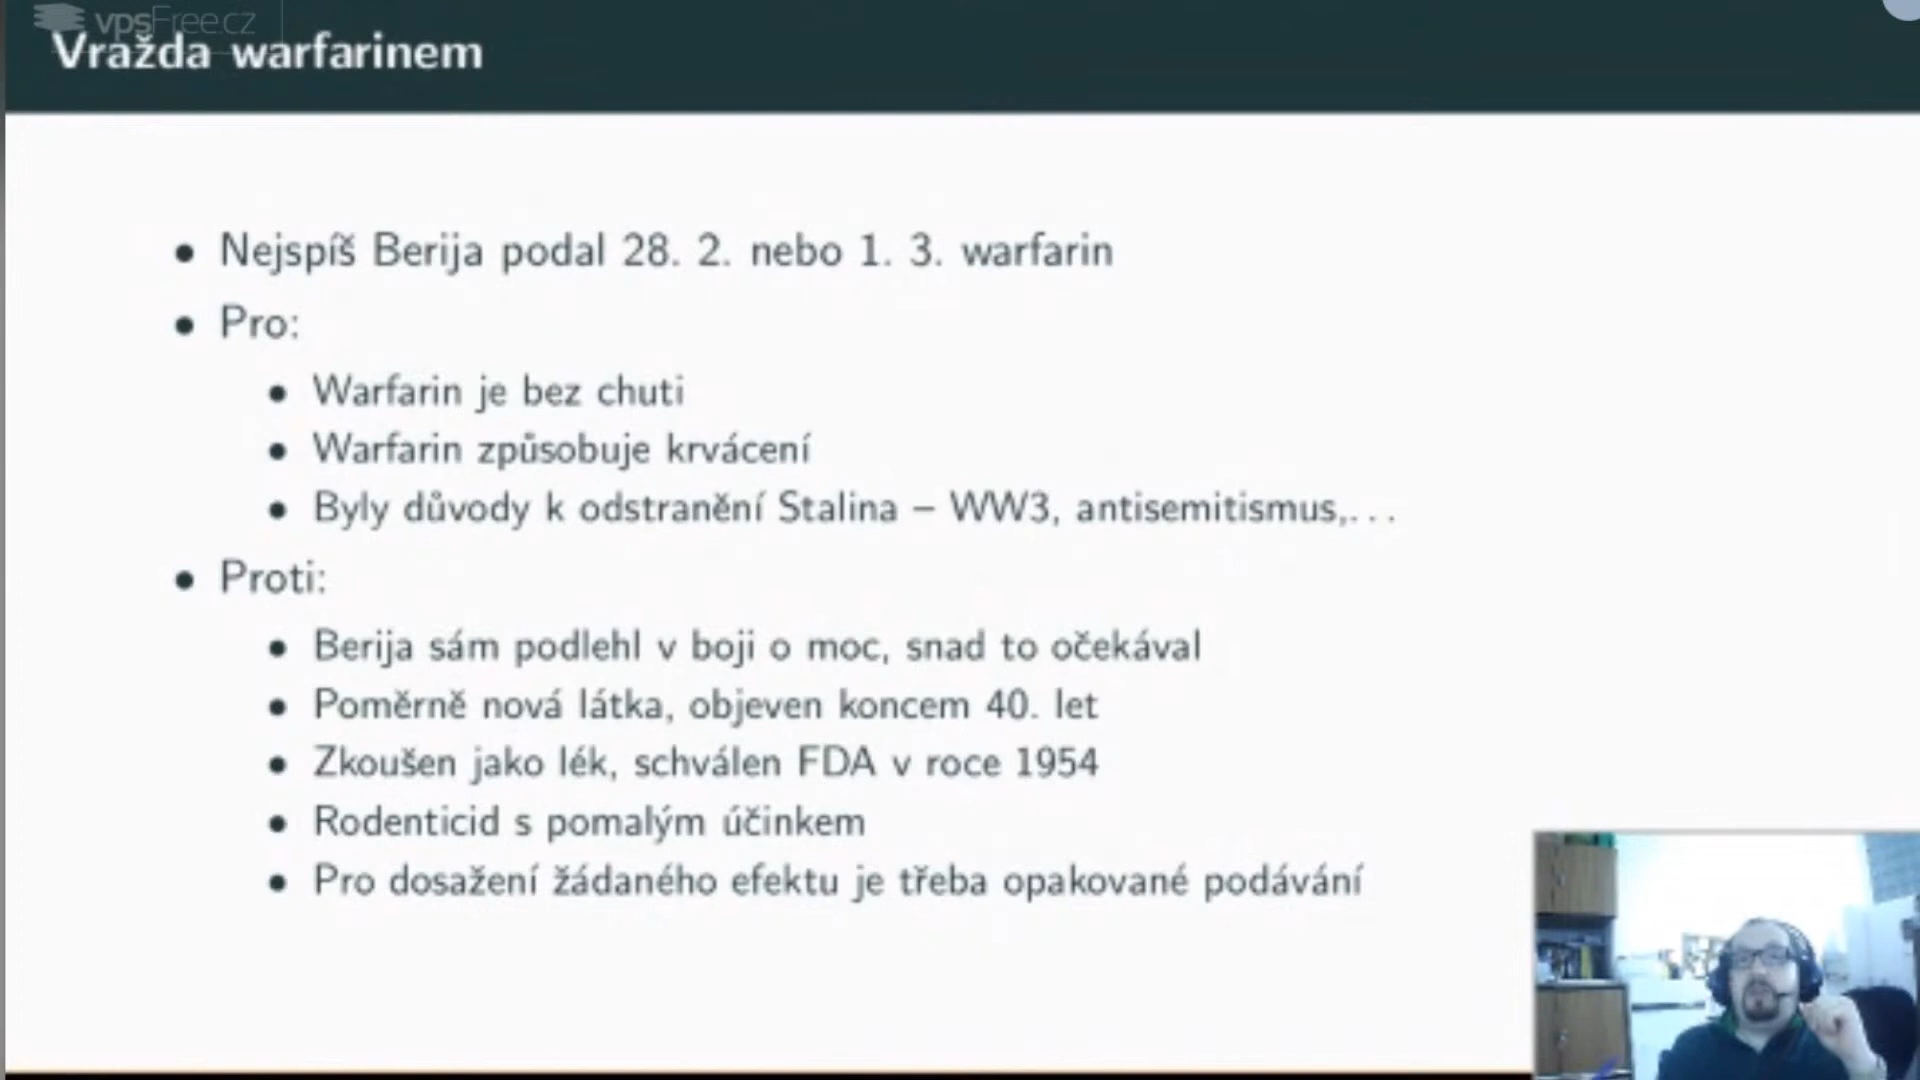 vpsFree.cz
Vražda warfarinem
• Nejspíš Berija podal 28. 2. nebo 1. 3. warfarin
• Pro:
• Warfarin je bez chuti
• Warfarin způsobuje krvácení
• Byly důvody k odstranění Stalina – WW3, antisemitismus,...
• Proti:
• Berija sám podlehl v boji o moc, snad to očekával
• Poměrně nová látka, objeven koncem 40. let
• Zkoušen jako lék, schválen FDA v roce 1954
• Rodenticid s pomalým účinkem
• Pro dosažení žádaného efektu je třeba opakované podávání